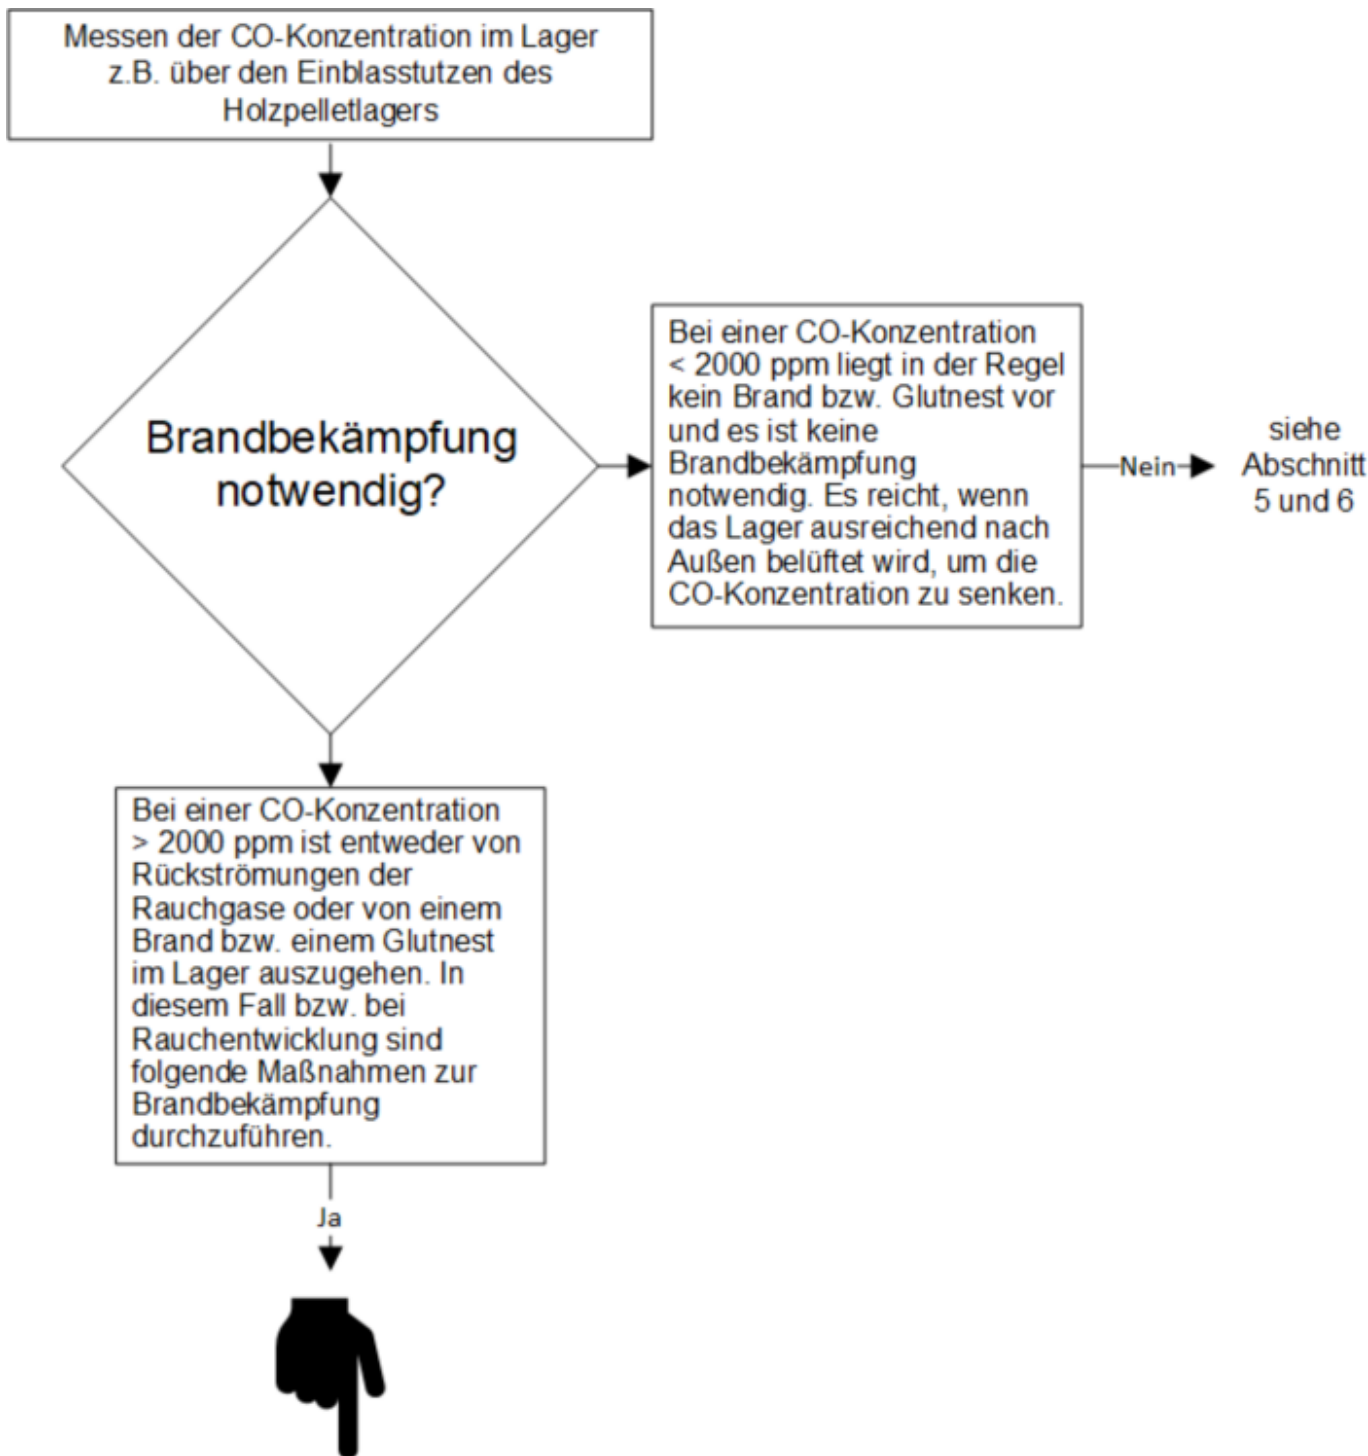 Messen der CO-Konzentration im Lager
z.B. über den Einblasstutzen des
Holzpelletlagers
Brandbekämpfung
notwendig?
Bei einer CO-Konzentration
< 2000 ppm liegt in der Regel
kein Brand bzw. Glutnest vor
und es ist keine
Brandbekämpfung
notwendig. Es reicht, wenn
das Lager ausreichend nach
Außen belüftet wird, um die
CO-Konzentration zu senken.
Nein
siehe
Abschnitt
5 und 6
Bei einer CO-Konzentration
> 2000 ppm ist entweder von
Rückströmungen der
Rauchgase oder von einem
Brand bzw. einem Glutnest
im Lager auszugehen. In
diesem Fall bzw. bei
Rauchentwicklung sind
folgende Maßnahmen zur
Brandbekämpfung
durchzuführen.
Ja